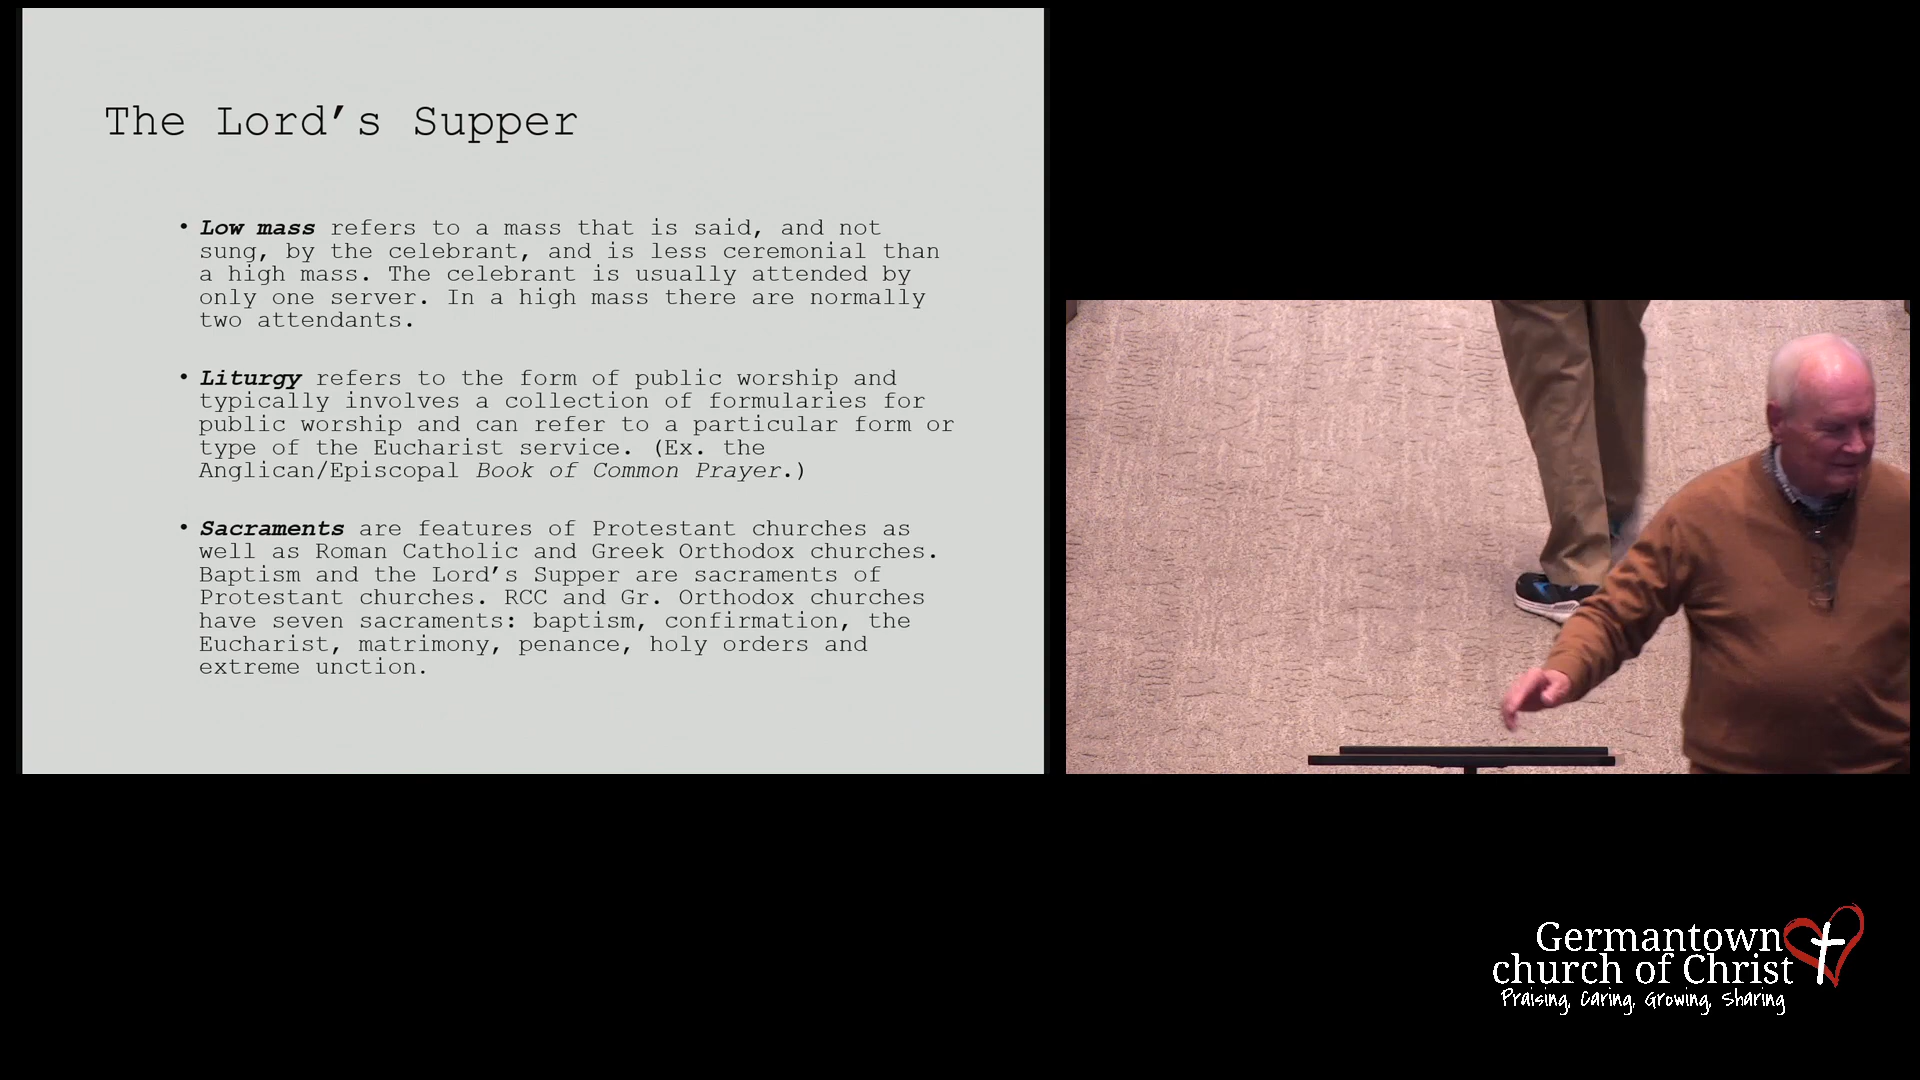 The Lord’s Supper
• Low mass refers to a mass that is said, and not
sung, by the celebrant, and is less ceremonial than
a high mass. The celebrant is usually attended by
only one server. In a high mass there are normally
two attendants.
• Liturgy refers to the form of public worship and
typically involves a collection of formularies for
public worship and can refer to a particular form or
type of the Eucharist service. (Ex. the
Anglican/Episcopal Book of Common Prayer.)
• Sacraments are features of Protestant churches as
well as Roman Catholic and Greek Orthodox churches.
Baptism and the Lord’s Supper are sacraments of
Protestant churches. RCC and Gr. Orthodox churches
have seven sacraments: baptism, confirmation, the
Eucharist, matrimony, penance, holy orders and
extreme unction.
Germantown
church of Christ
Praising, Caring, Growing, Sharing